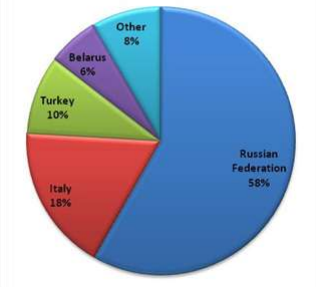 Other
8%
Belarus
6%
Turkey
10%
Italy
18%
Russian
Federation
58%